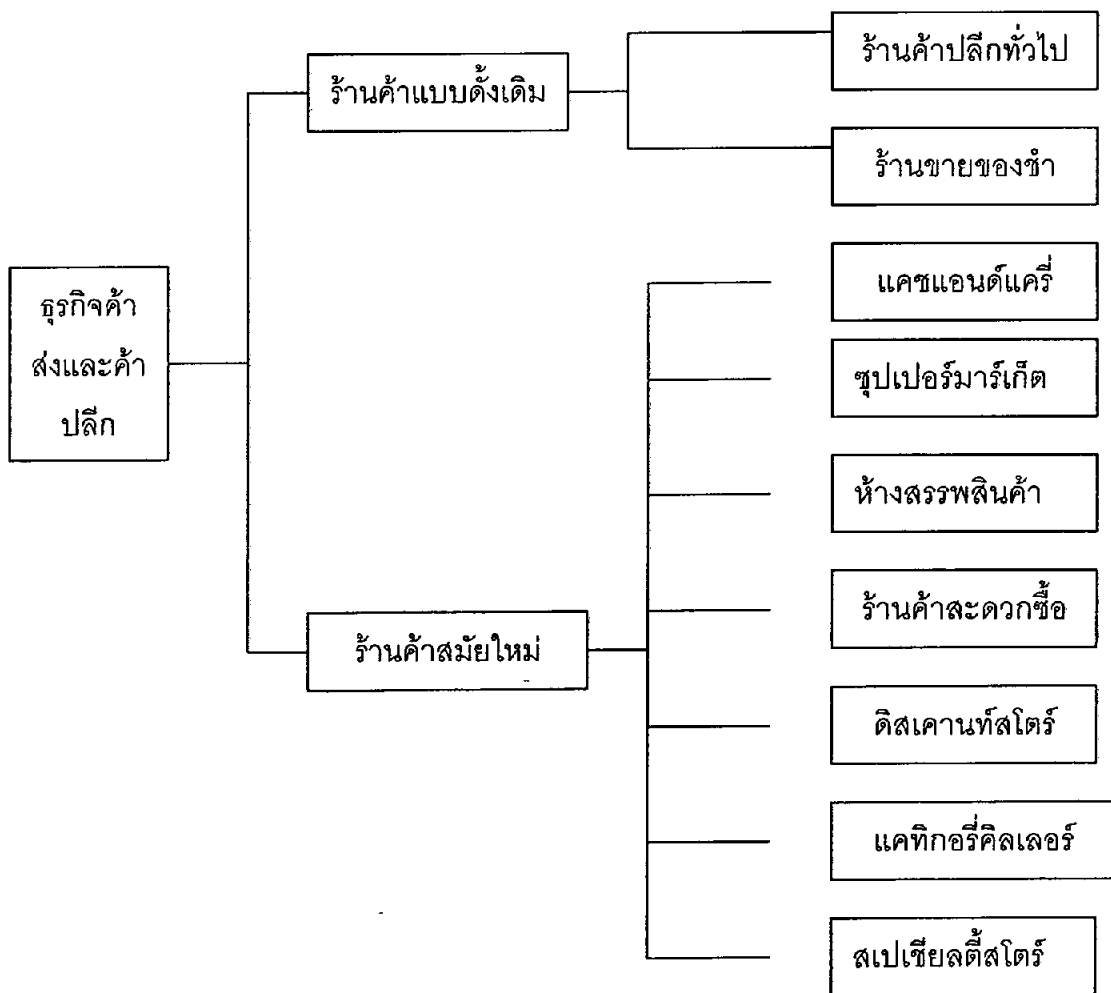 ธุรกิจค้า
ส่งและค้า
ปลีก
ร้านค้าแบบดั้งเดิม
ร้านค้าปลีกทั่วไป
ร้านขายของชำ
ร้านค้าสมัยใหม่
แคชแอนด์แครี่
ซุปเปอร์มาร์เก็ต
ห้างสรรพสินค้า
ร้านค้าสะดวกซื้อ
ดิสเคานท์สโตร์
แคทิกอรี่คิลเลอร์
สเปเชียลตี้สโตร์